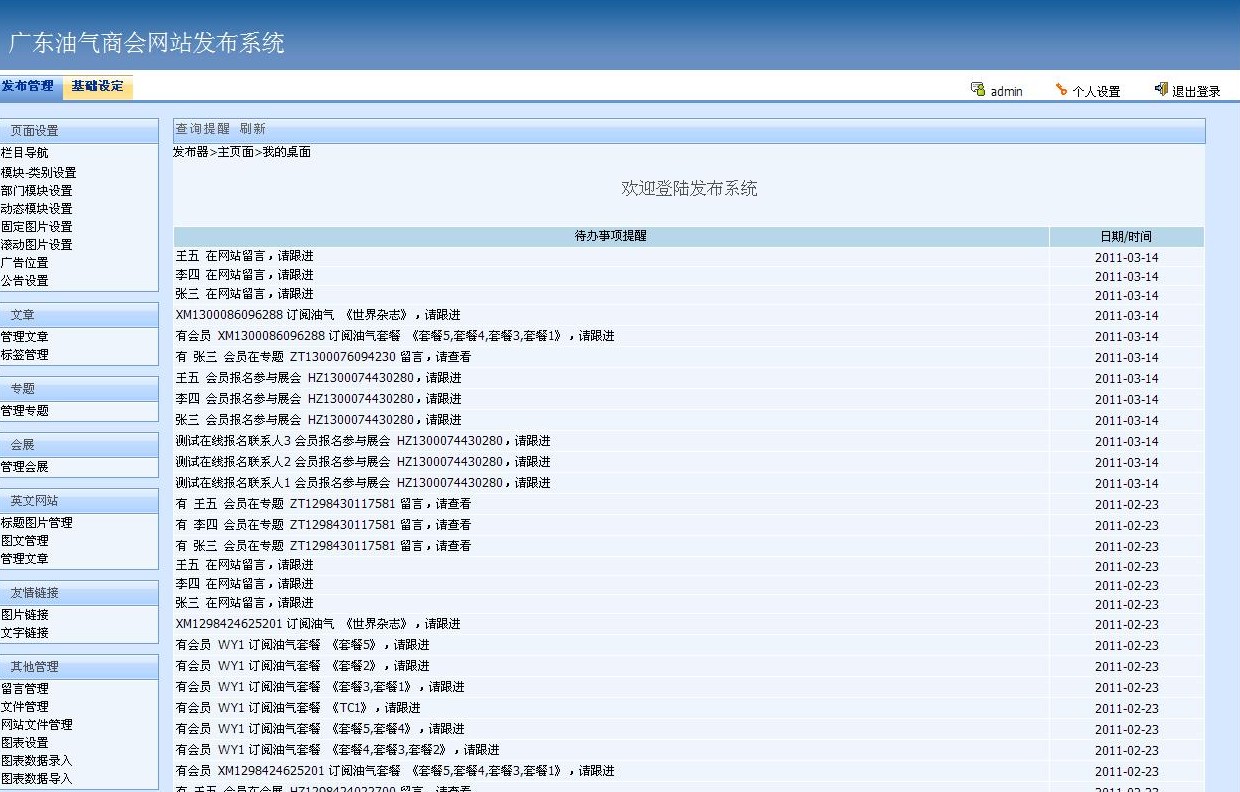 广东油气商会网站发布系统
发布管理 基础设定 admin 个人设置 退出登录
页面设置
栏目导航
模块-类别设置
部门模块设置
动态模块设置
固定图片设置
滚动图片设置
广告位置
公告设置
文章
管理文章
标签管理
专题
管理专题
会展
管理会展
英文网站
标题图片管理
图文管理
管理文章
友情链接
图片链接
文字链接
其他管理
留言管理
文件管理
网站文件管理
图表设置
图表数据录入
图表数据导入
查询提醒 刷新
发布器>主页面>我的桌面
欢迎登陆发布系统
待办事项提醒 日期/时间
王五 在网站留言，请跟进 2011-03-14
李四 在网站留言，请跟进 2011-03-14
张三 在网站留言，请跟进 2011-03-14
XM1300086096288 订阅油气 《世界杂志》，请跟进 2011-03-14
有会员 XM1300086096288 订阅油气套餐 《套餐5,套餐4,套餐3,套餐1》，请跟进 2011-03-14
有 张三 会员在专题 ZT1300076094230 留言，请查看 2011-03-14
王五 会员报名参与展会 HZ1300074430280，请跟进 2011-03-14
李四 会员报名参与展会 HZ1300074430280，请跟进 2011-03-14
张三 会员报名参与展会 HZ1300074430280，请跟进 2011-03-14
测试在线报名联系人3 会员报名参与展会 HZ1300074430280，请跟进 2011-03-14
测试在线报名联系人2 会员报名参与展会 HZ1300074430280，请跟进 2011-03-14
测试在线报名联系人1 会员报名参与展会 HZ1300074430280，请跟进 2011-03-14
有 王五 会员在专题 ZT1298430117581 留言，请查看 2011-02-23
有 李四 会员在专题 ZT1298430117581 留言，请查看 2011-02-23
有 张三 会员在专题 ZT1298430117581 留言，请查看 2011-02-23
王五 在网站留言，请跟进 2011-02-23
李四 在网站留言，请跟进 2011-02-23
张三 在网站留言，请跟进 2011-02-23
XM1298424625201 订阅油气 《世界杂志》，请跟进 2011-02-23
有会员 WY1 订阅油气套餐 《套餐5》，请跟进 2011-02-23
有会员 WY1 订阅油气套餐 《套餐2》，请跟进 2011-02-23
有会员 WY1 订阅油气套餐 《套餐3,套餐1》，请跟进 2011-02-23
有会员 WY1 订阅油气套餐 《TC1》，请跟进 2011-02-23
有会员 WY1 订阅油气套餐 《套餐5,套餐4》，请跟进 2011-02-23
有会员 WY1 订阅油气套餐 《套餐4,套餐3,套餐2》，请跟进 2011-02-23
有会员 XM1298424625201 订阅油气套餐 《套餐5,套餐4,套餐3,套餐1》，请跟进 2011-02-23
有 王五 会员在会展 HZ1298424022700 留言，请查看 2011-02-23